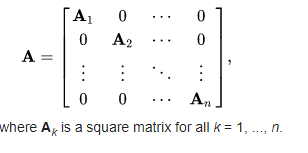 A₁ 0 ⋯ 0
0 A₂ ⋯ 0
A =
⋮ ⋮ ⋱ ⋮ ,
0 0 ⋯ Aₙ
where Aₖ is a square matrix for all k = 1, ..., n.